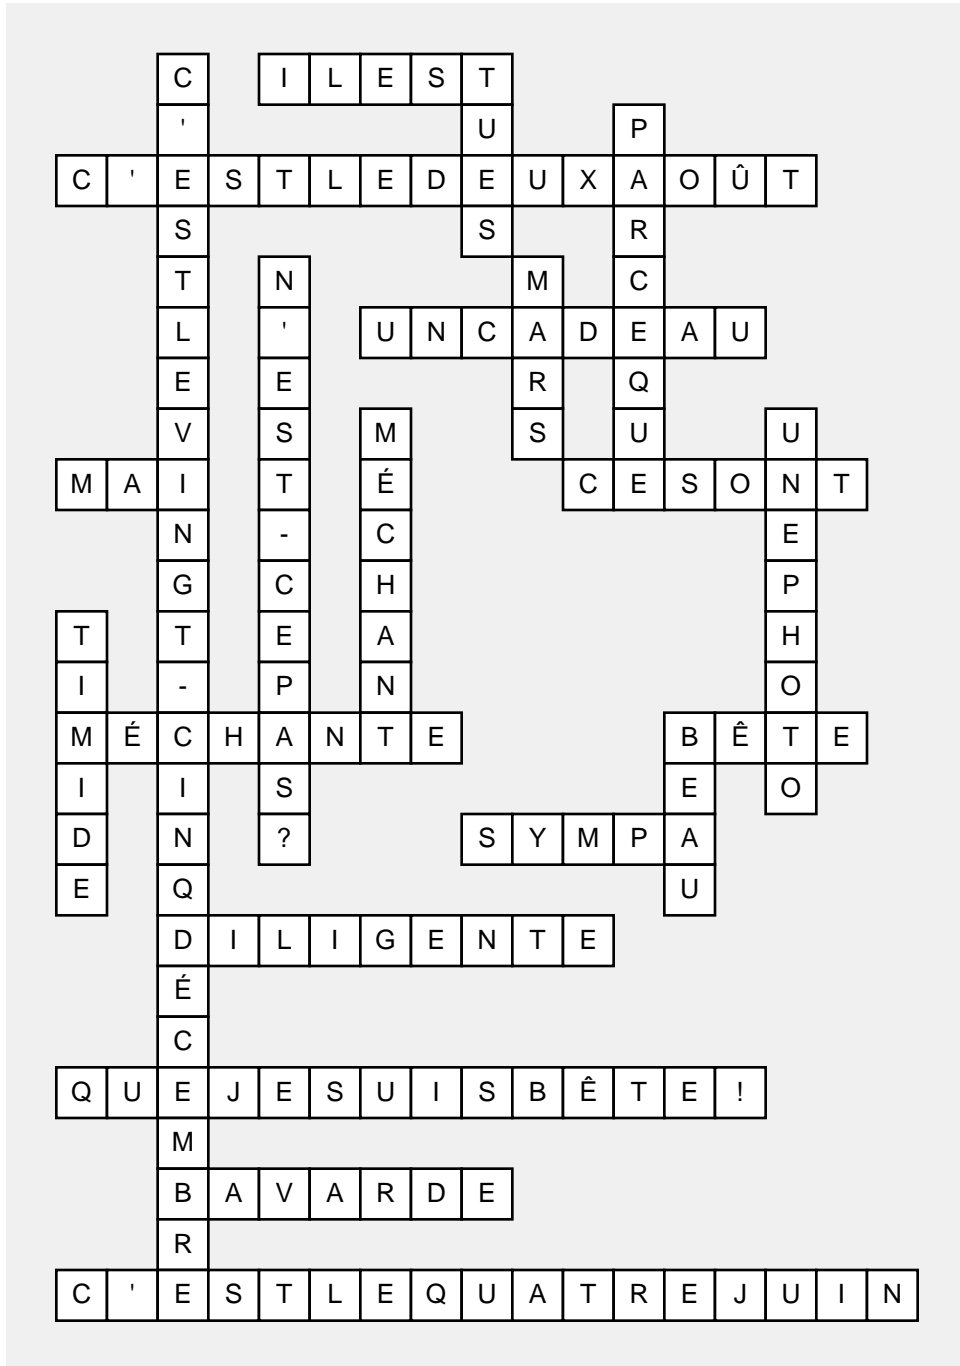 C'ESTLEVINGT-CINQDÉCEMBRE
ILEST
TUES
PARCEQUE
C'ESTLEDEUXAOÛT
N'EST-CEPAS?
MARS
UNCADEAU
MÉCHANT
UNEPHOTO
MAI
CESONT
TIMIDE
MÉCHANTE
BÊTE
BEAU
SYMPA
DILIGENTE
QUEJESUISBÊTE!
BAVARDE
C'ESTLEQUATREJUIN